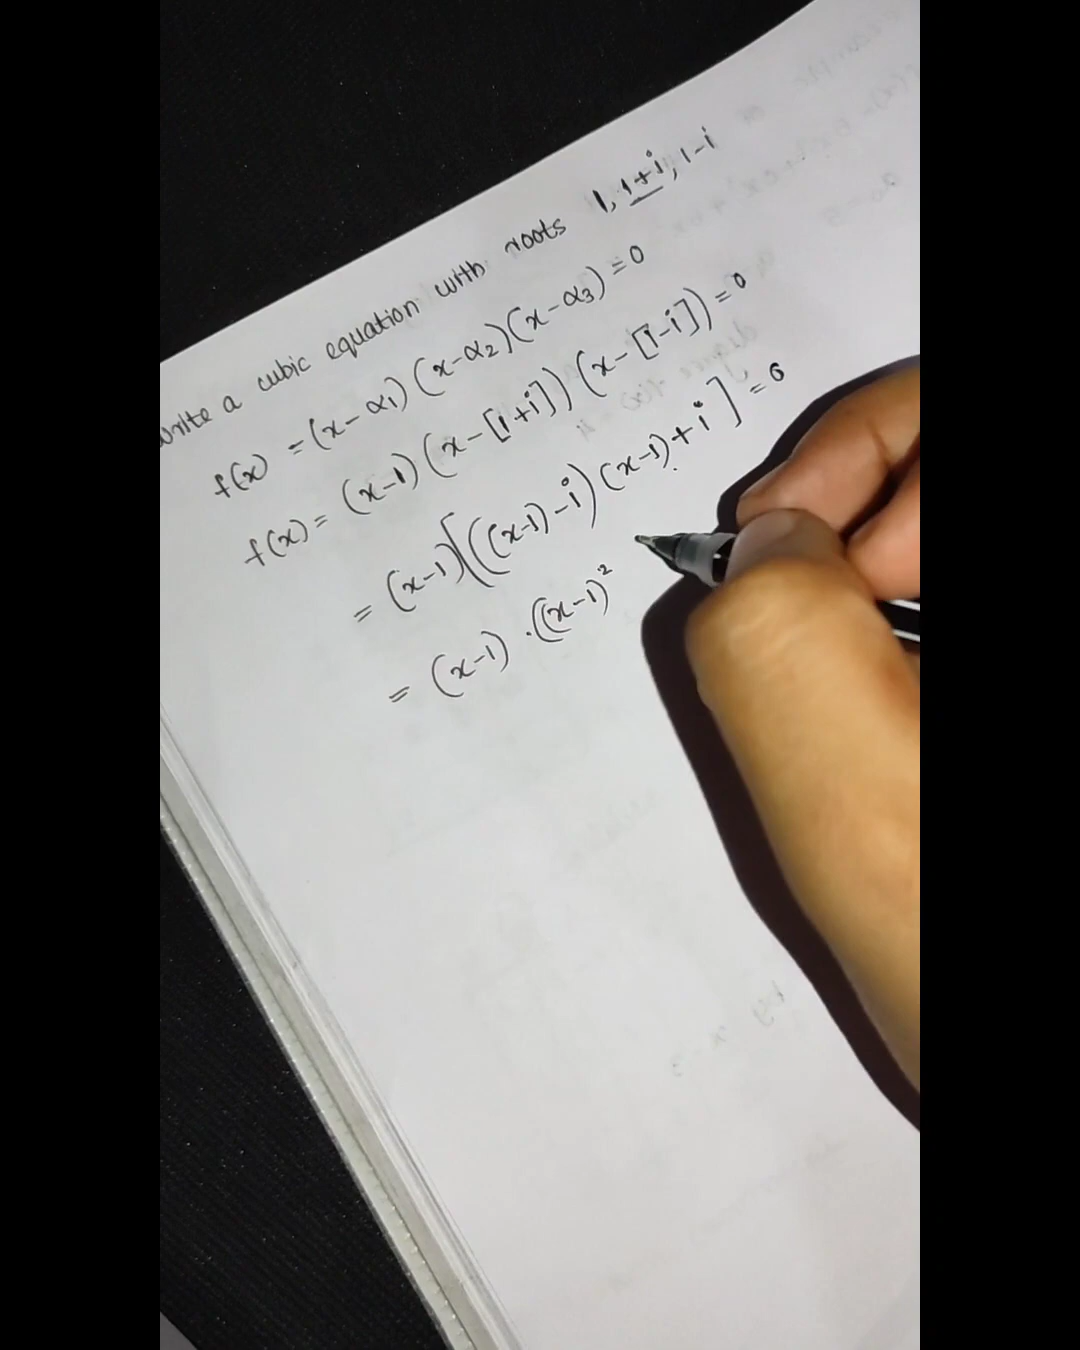 write a cubic equation with roots 1, 1+i, 1-i
f(x) = (x-α₁)(x-α₂)(x-α₃)=0
f(x) = (x-1)(x-[1+i])(x-[1-i])=0
= (x-1)[((x-1)-i)(x-1)+i]=0
= (x-1)·((x-1)²